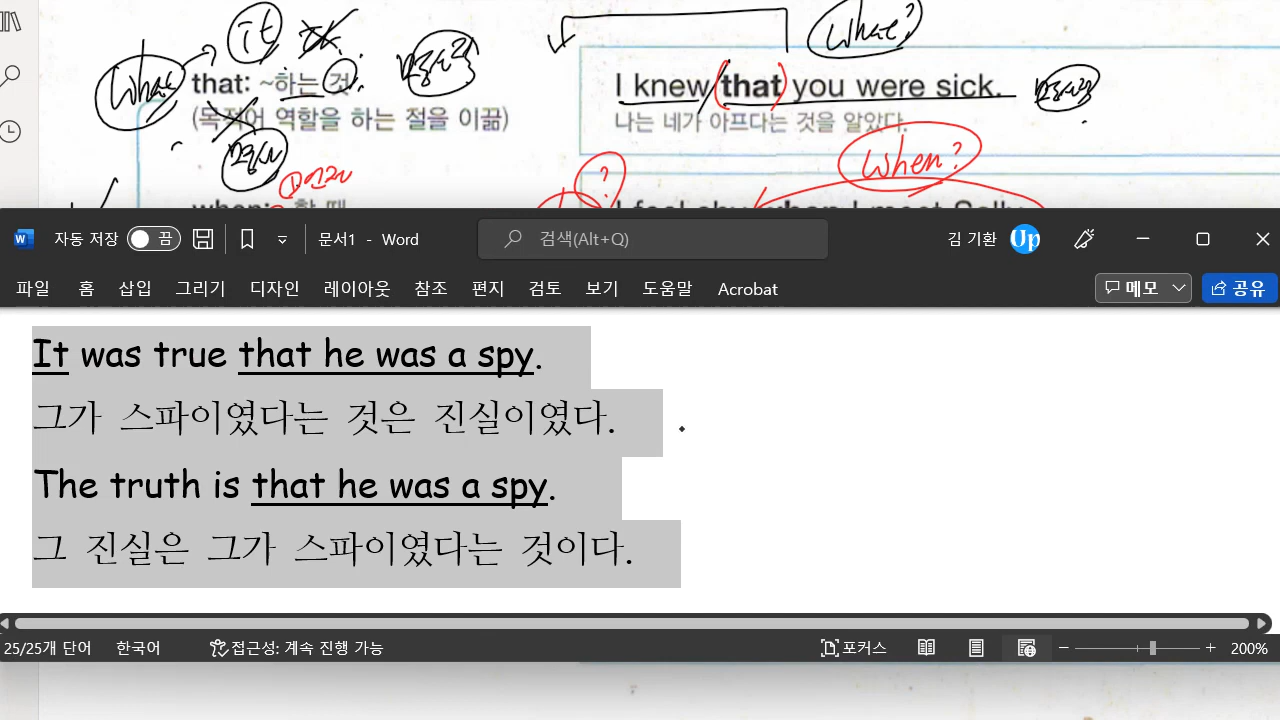 it
What?
What
that: ~하는 것
I knew that you were sick.
(목적어 역할을 하는 절을 이끎)
나는 네가 아프다는 것을 알았다.
명사
When?
?
자동 저장 끔 문서1 - Word 검색(Alt+Q) 김 기환 Up
파일 홈 삽입 그리기 디자인 레이아웃 참조 편지 검토 보기 도움말 Acrobat 메모 공유
It was true that he was a spy.
그가 스파이였다는 것은 진실이였다.
The truth is that he was a spy.
그 진실은 그가 스파이였다는 것이다.
25/25개 단어 한국어 접근성: 계속 진행 가능 포커스 200%